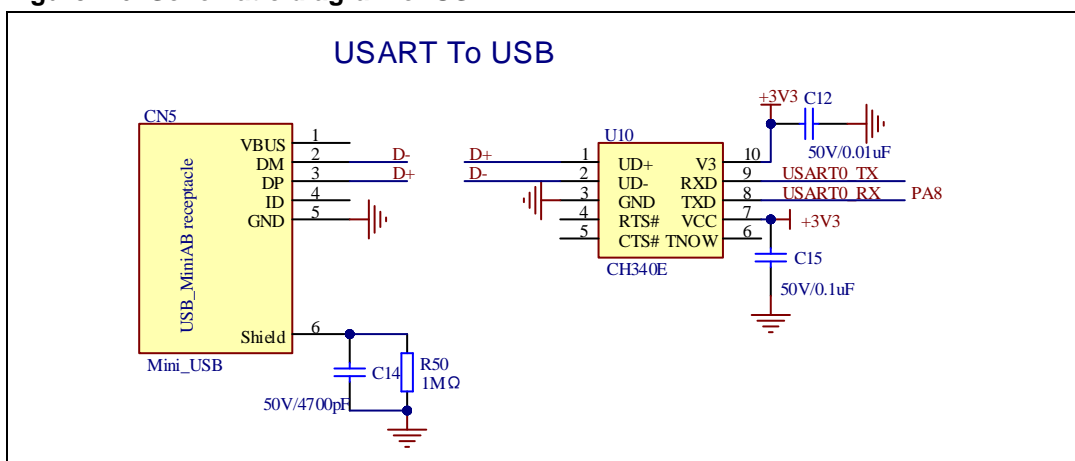 USART To USB
CN5
USB_MiniAB receptacle
VBUS 1
DM 2 D-
DP 3 D+
ID 4
GND 5
Shield 6
Mini_USB
C14
50V/4700pF
R50
1MΩ
U10
D+ 1 UD+ V3 10
D- 2 UD- RXD 9 USART0_TX
3 GND TXD 8 USART0_RX PA8
4 RTS# VCC 7 +3V3
5 CTS# TNOW 6
CH340E
+3V3 C12
50V/0.01uF
C15
50V/0.1uF